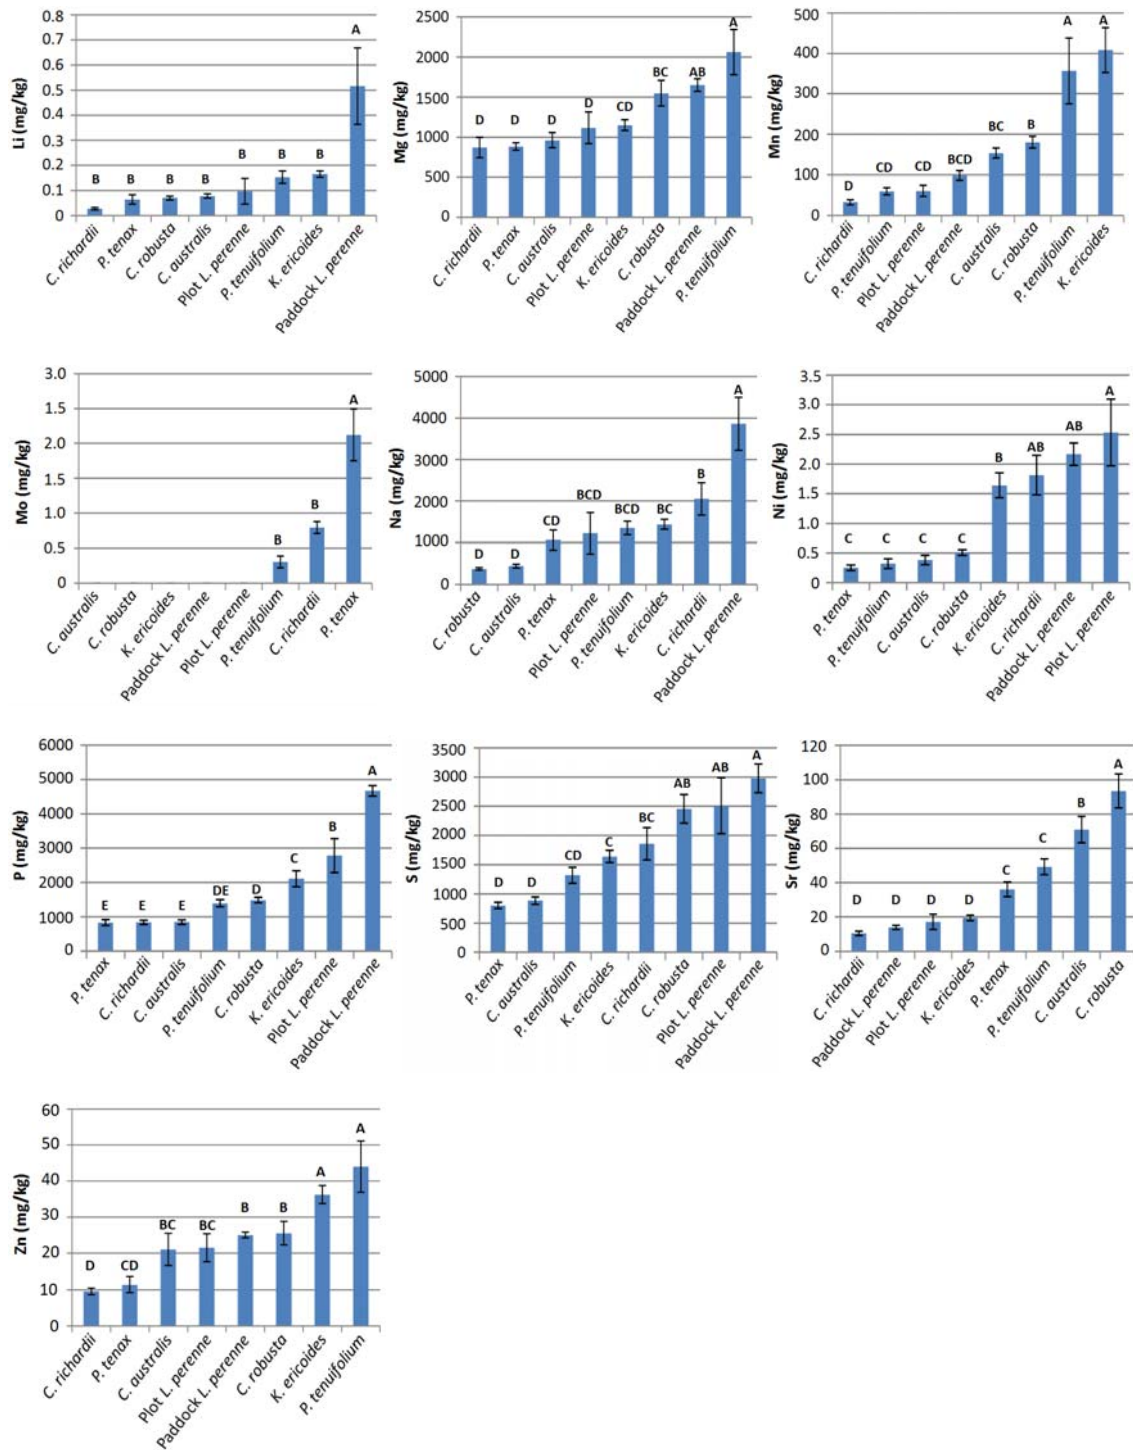 Li (mg/kg)
0.8
0.7
0.6
0.5
0.4
0.3
0.2
0.1
0
B B B B B B B A
C. richardii
P. tenax
C. robusta
C. australis
Plot L. perenne
P. tenuifolium
K. ericoides
Paddock L. perenne
Mg (mg/kg)
2500
2000
1500
1000
500
0
D D D D CD BC AB A
C. richardii
P. tenax
C. australis
Plot L. perenne
K. ericoides
C. robusta
Paddock L. perenne
P. tenuifolium
Mn (mg/kg)
500
400
300
200
100
0
D CD CD BCD BC B A A
C. richardii
P. tenuifolium
Plot L. perenne
Paddock L. perenne
C. australis
C. robusta
P. tenuifolium
K. ericoides
Mo (mg/kg)
3.0
1.5
2.0
1.5
1.0
0.5
0
B B A
C. australis
C. robusta
K. ericoides
Paddock L. perenne
Plot L. perenne
P. tenuifolium
C. richardii
P. tenax
Na (mg/kg)
5000
4000
3000
2000
1000
0
D D CD BCD BCD BC B A
C. robusta
C. australis
P. tenax
Plot L. perenne
P. tenuifolium
K. ericoides
C. richardii
Paddock L. perenne
Ni (mg/kg)
3.5
3.0
2.5
2.0
1.5
1.0
0.5
0
C C C C B AB AB A
P. tenax
P. tenuifolium
C. australis
C. robusta
K. ericoides
C. richardii
Paddock L. perenne
Plot L. perenne
P (mg/kg)
6000
5000
4000
3000
2000
1000
0
E E E DE D C B A
P. tenax
C. richardii
C. australis
P. tenuifolium
C. robusta
K. ericoides
Plot L. perenne
Paddock L. perenne
S (mg/kg)
3500
3000
2500
2000
1500
1000
500
0
D D CD C BC AB AB A
P. tenax
C. australis
P. tenuifolium
K. ericoides
C. richardii
C. robusta
Plot L. perenne
Paddock L. perenne
Sr (mg/kg)
120
100
80
60
40
20
0
D D D D C C B A
C. richardii
Paddock L. perenne
Plot L. perenne
K. ericoides
P. tenax
P. tenuifolium
C. australis
C. robusta
Zn (mg/kg)
60
50
40
30
20
10
0
D CD BC BC B B A A
C. richardii
P. tenax
C. australis
Plot L. perenne
Paddock L. perenne
C. robusta
K. ericoides
P. tenuifolium